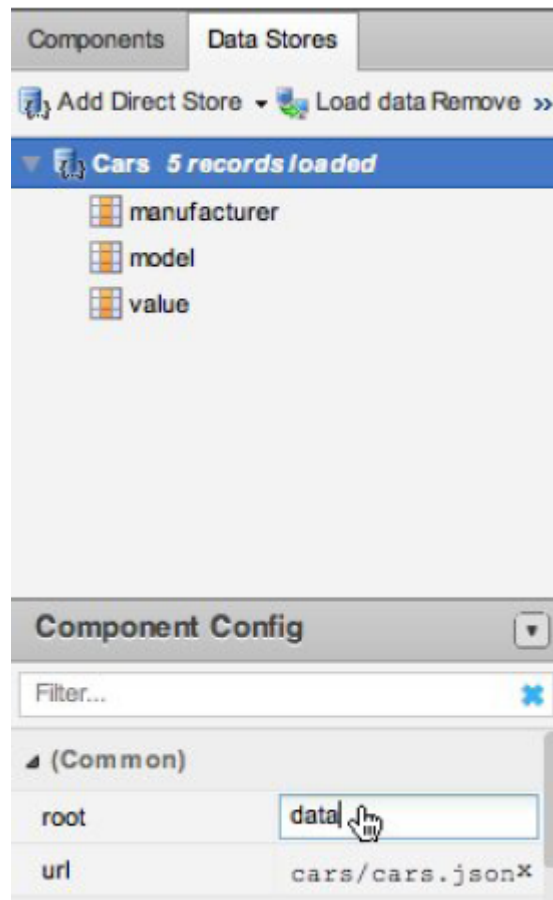 Components Data Stores
Add Direct Store Load data Remove »
Cars 5 records loaded
manufacturer
model
value
Component Config
Filter...
(Common)
root data
url cars/cars.json×